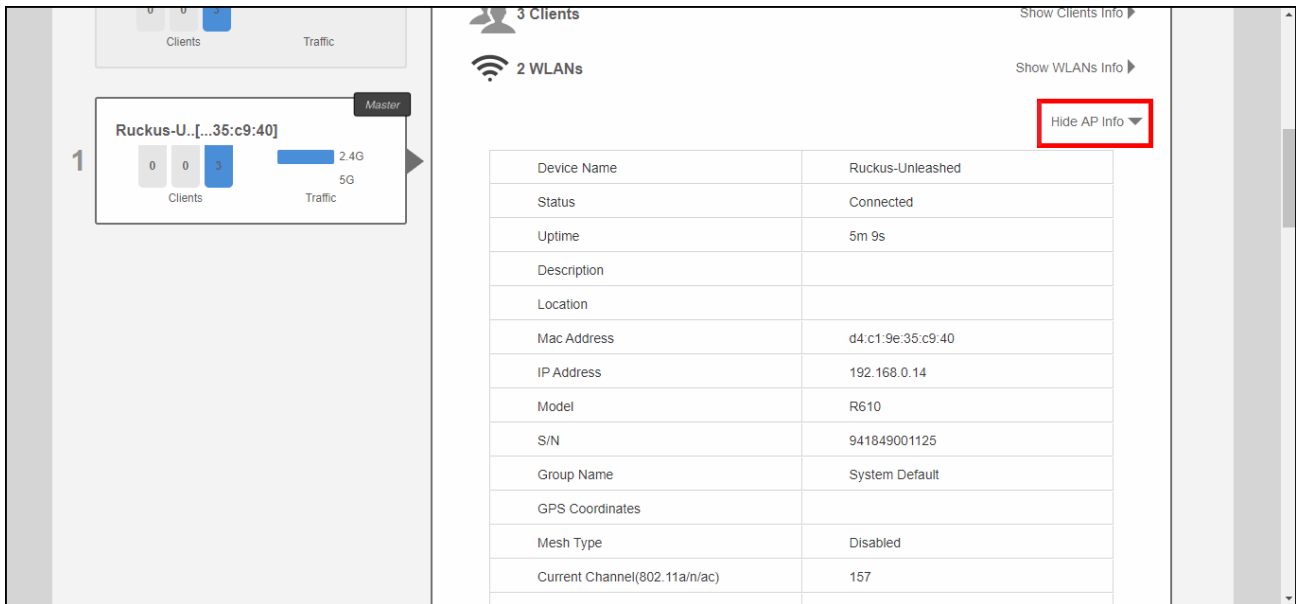 0 0 3
Clients Traffic
Master
Ruckus-U..[...35:c9:40]
1
0 0 3
2.4G
5G
Clients Traffic
3 Clients Show Clients Info
2 WLANs Show WLANs Info
Hide AP Info
Device Name Ruckus-Unleashed
Status Connected
Uptime 5m 9s
Description
Location
Mac Address d4:c1:9e:35:c9:40
IP Address 192.168.0.14
Model R610
S/N 941849001125
Group Name System Default
GPS Coordinates
Mesh Type Disabled
Current Channel(802.11a/n/ac) 157